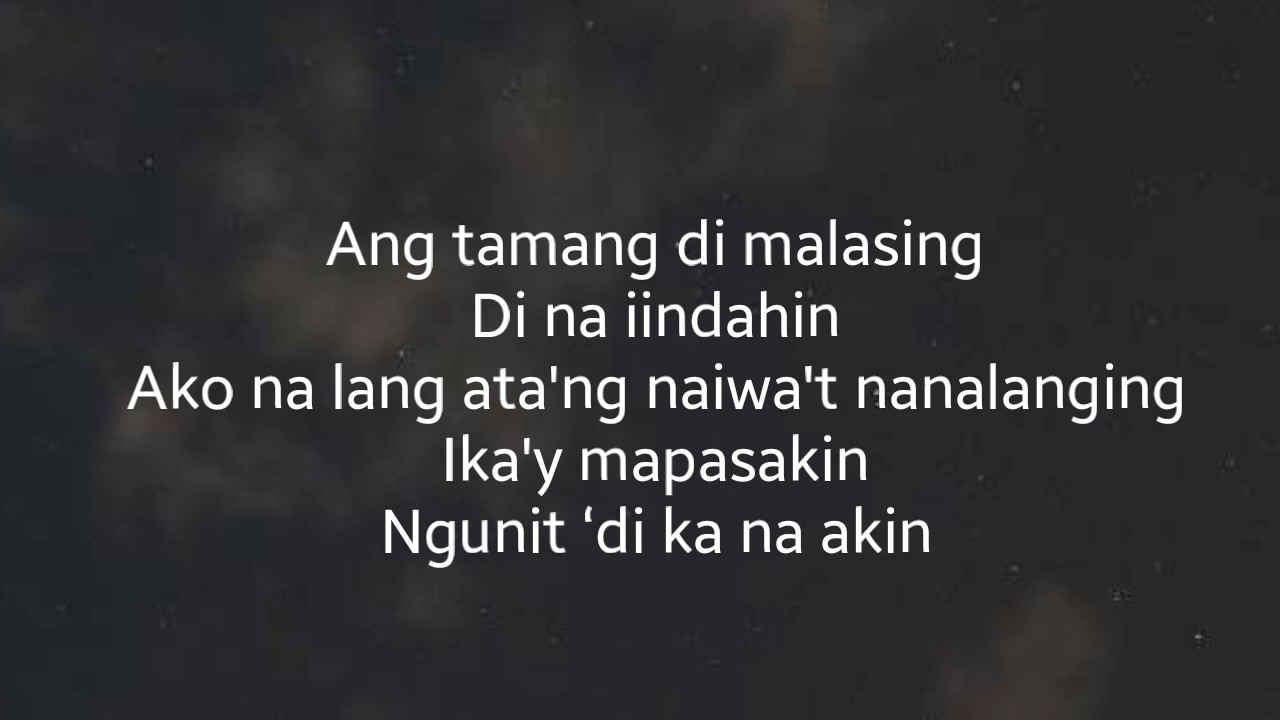 Ang tamang di malasing
Di na iindahin
Ako na lang ata'ng naiwa't nanalanging
Ika'y mapasakin
Ngunit ‘di ka na akin